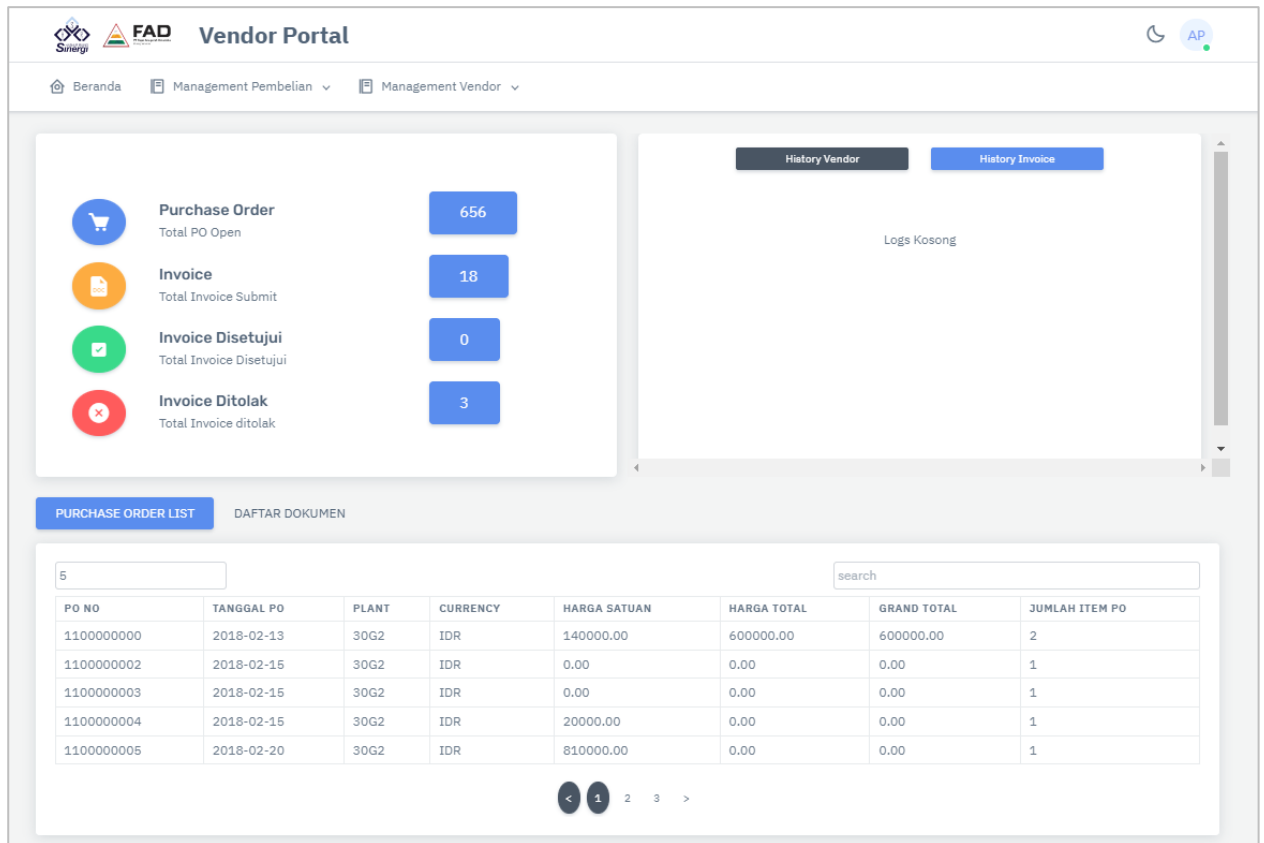 Sinergi
FAD
Vendor Portal
AP
Beranda
Management Pembelian
Management Vendor
Purchase Order
Total PO Open
656
Invoice
Total Invoice Submit
18
Invoice Disetujui
Total Invoice Disetujui
0
Invoice Ditolak
Total Invoice ditolak
3
History Vendor
History Invoice
Logs Kosong
PURCHASE ORDER LIST
DAFTAR DOKUMEN
5
search
PO NO TANGGAL PO PLANT CURRENCY HARGA SATUAN HARGA TOTAL GRAND TOTAL JUMLAH ITEM PO
1100000000 2018-02-13 30G2 IDR 140000.00 600000.00 600000.00 2
1100000002 2018-02-15 30G2 IDR 0.00 0.00 0.00 1
1100000003 2018-02-15 30G2 IDR 0.00 0.00 0.00 1
1100000004 2018-02-15 30G2 IDR 20000.00 0.00 0.00 1
1100000005 2018-02-20 30G2 IDR 810000.00 0.00 0.00 1
< 1 2 3 >